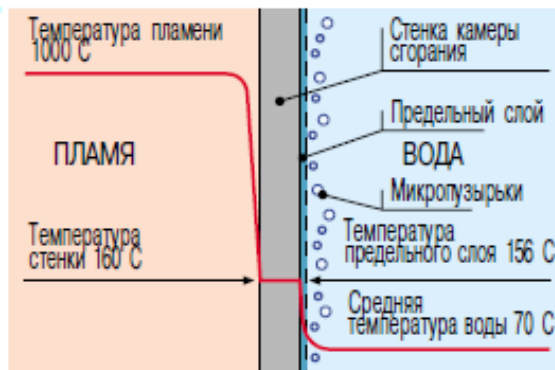 Температура пламени
1000 С
ПЛАМЯ
Температура
стенки 160 С
Стенка камеры
сгорания
Предельный слой
ВОДА
Микропузырьки
Температура
предельного слоя 156 С
Средняя
температура воды 70 С